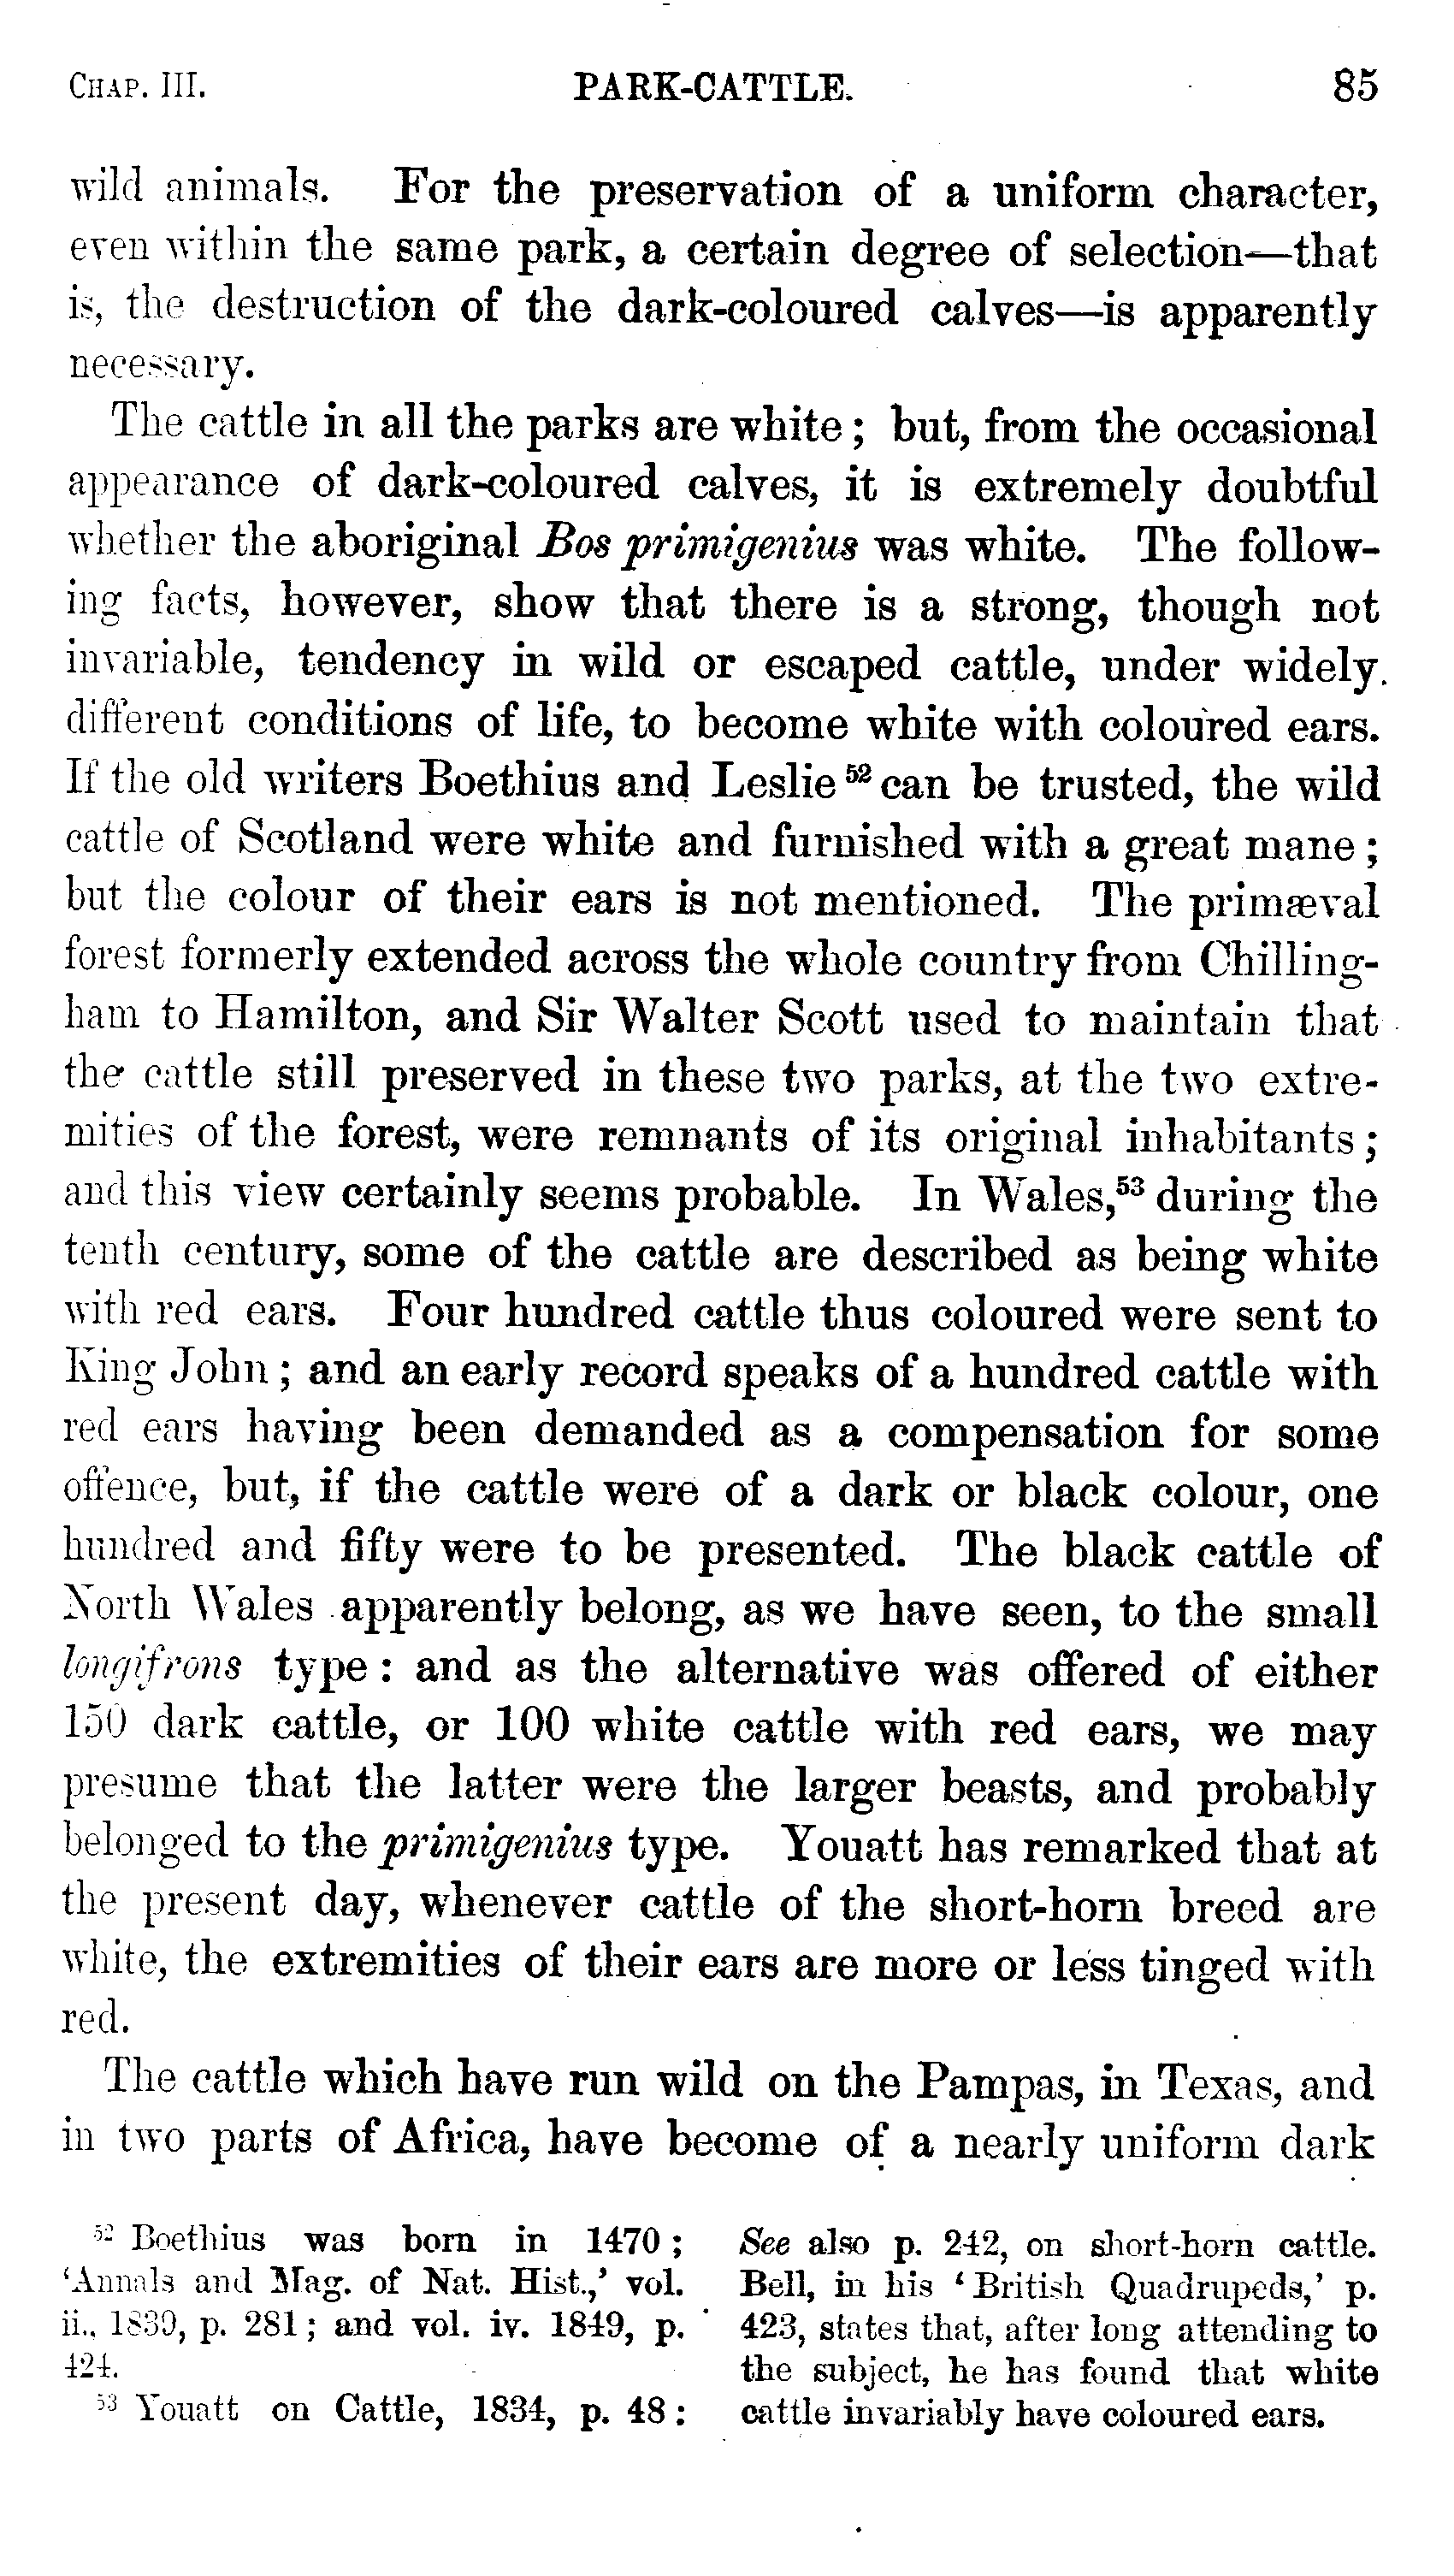 CHAP. III. PARK-CATTLE. 85
wild animals. For the preservation of a uniform character,
even within the same park, a certain degree of selection—that
is, the destruction of the dark-coloured calves—is apparently
necessary.
The cattle in all the parks are white; but, from the occasional
appearance of dark-coloured calves, it is extremely doubtful
whether the aboriginal Bos primigenius was white. The follow-
ing facts, however, show that there is a strong, though not
invariable, tendency in wild or escaped cattle, under widely
different conditions of life, to become white with coloured ears.
If the old writers Boethius and Leslie 52 can be trusted, the wild
cattle of Scotland were white and furnished with a great mane;
but the colour of their ears is not mentioned. The primæval
forest formerly extended across the whole country from Chilling-
ham to Hamilton, and Sir Walter Scott used to maintain that
the cattle still preserved in these two parks, at the two extre-
mities of the forest, were remnants of its original inhabitants;
and this view certainly seems probable. In Wales,53 during the
tenth century, some of the cattle are described as being white
with red ears. Four hundred cattle thus coloured were sent to
King John; and an early record speaks of a hundred cattle with
red ears having been demanded as a compensation for some
offence, but, if the cattle were of a dark or black colour, one
hundred and fifty were to be presented. The black cattle of
North Wales apparently belong, as we have seen, to the small
longifrons type: and as the alternative was offered of either
150 dark cattle, or 100 white cattle with red ears, we may
presume that the latter were the larger beasts, and probably
belonged to the primigenius type. Youatt has remarked that at
the present day, whenever cattle of the short-horn breed are
white, the extremities of their ears are more or less tinged with
red.
The cattle which have run wild on the Pampas, in Texas, and
in two parts of Africa, have become of a nearly uniform dark
52 Boethius was born in 1470;
'Annals and Mag. of Nat. Hist.,' vol.
ii., 1839, p. 281; and vol. iv. 1849, p.
424.
53 Youatt on Cattle, 1834, p. 48:
See also p. 242, on short-horn cattle.
Bell, in his 'British Quadrupeds,' p.
423, states that, after long attending to
the subject, he has found that white
cattle invariably have coloured ears.